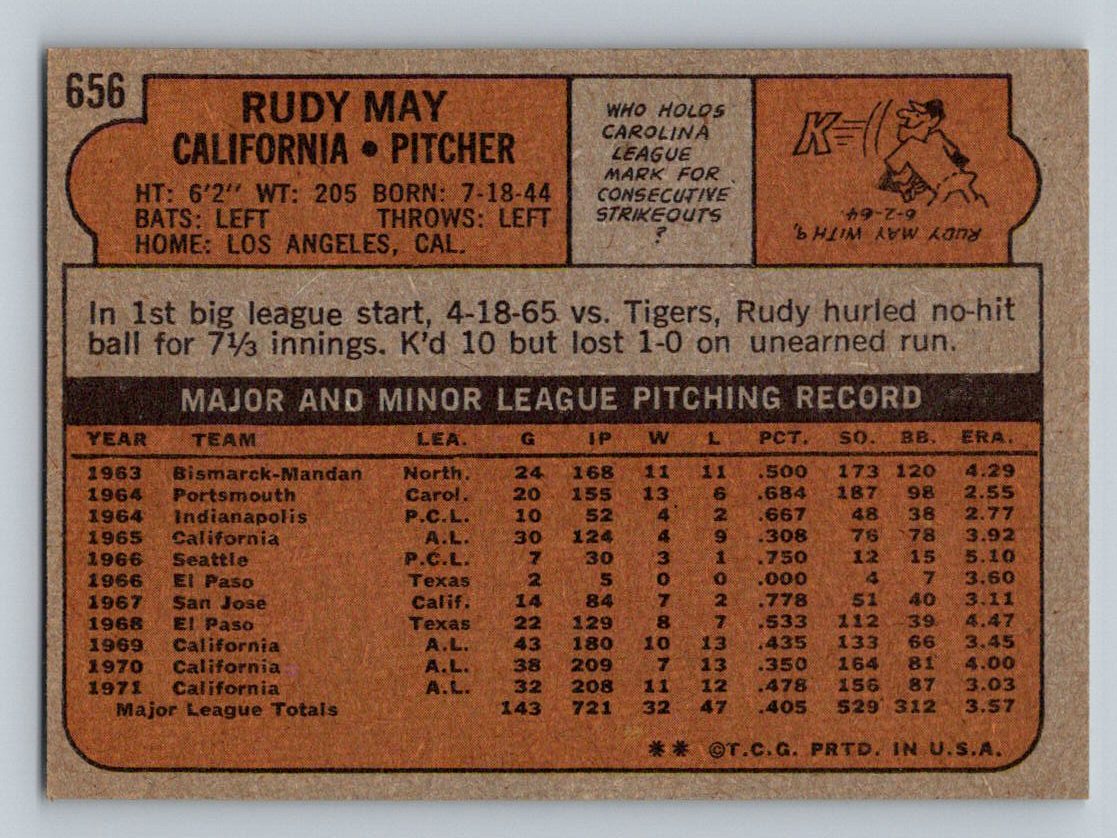 656
RUDY MAY
CALIFORNIA • PITCHER
HT: 6'2" WT: 205 BORN: 7-18-44
BATS: LEFT THROWS: LEFT
HOME: LOS ANGELES, CAL.
WHO HOLDS
CAROLINA
LEAGUE
MARK FOR
CONSECUTIVE
STRIKEOUTS
?
K
RUDY MAY WITH 9,
6-2-64.
In 1st big league start, 4-18-65 vs. Tigers, Rudy hurled no-hit
ball for 7⅓ innings. K'd 10 but lost 1-0 on unearned run.
MAJOR AND MINOR LEAGUE PITCHING RECORD
YEAR TEAM LEA. G IP W L PCT. SO. BB. ERA.
1963 Bismarck-Mandan North. 24 168 11 11 .500 173 120 4.29
1964 Portsmouth Carol. 20 155 13 6 .684 187 98 2.55
1964 Indianapolis P.C.L. 10 52 4 2 .667 48 38 2.77
1965 California A.L. 30 124 4 9 .308 76 78 3.92
1966 Seattle P.C.L. 7 30 3 1 .750 12 15 5.10
1966 El Paso Texas 2 5 0 0 .000 4 7 3.60
1967 San Jose Calif. 14 84 7 2 .778 51 40 3.11
1968 El Paso Texas 22 129 8 7 .533 112 39 4.47
1969 California A.L. 43 180 10 13 .435 133 66 3.45
1970 California A.L. 38 209 7 13 .350 164 81 4.00
1971 California A.L. 32 208 11 12 .478 156 87 3.03
Major League Totals 143 721 32 47 .405 529 312 3.57
** ©T.C.G. PRTD. IN U.S.A.